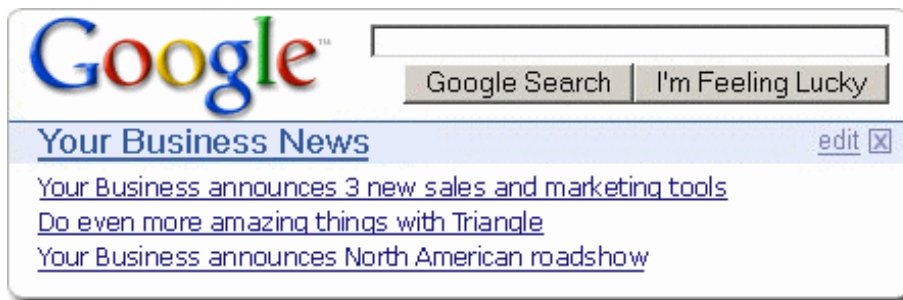 Google™
Google Search I'm Feeling Lucky
Your Business News edit x
Your Business announces 3 new sales and marketing tools
Do even more amazing things with Triangle
Your Business announces North American roadshow